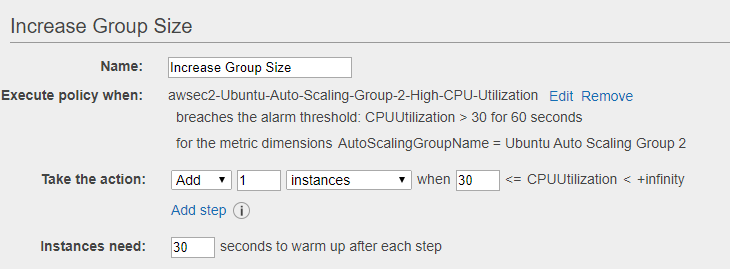 Increase Group Size
Name: Increase Group Size
Execute policy when: awsec2-Ubuntu-Auto-Scaling-Group-2-High-CPU-Utilization Edit Remove
breaches the alarm threshold: CPUUtilization > 30 for 60 seconds
for the metric dimensions AutoScalingGroupName = Ubuntu Auto Scaling Group 2
Take the action: Add 1 instances when 30 <= CPUUtilization < +infinity
Add step i
Instances need: 30 seconds to warm up after each step